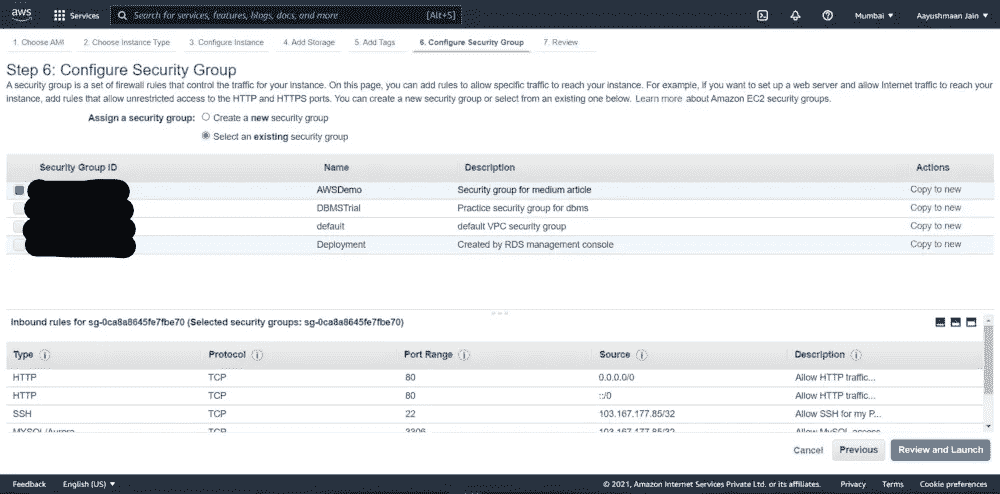 aws Services Search for services, features, blogs, docs, and more [Alt+S] Mumbai Aayushmaan Jain
1. Choose AMI 2. Choose Instance Type 3. Configure Instance 4. Add Storage 5. Add Tags 6. Configure Security Group 7. Review
Step 6: Configure Security Group
A security group is a set of firewall rules that control the traffic for your instance. On this page, you can add rules to allow specific traffic to reach your instance. For example, if you want to set up a web server and allow Internet traffic to reach your
instance, add rules that allow unrestricted access to the HTTP and HTTPS ports. You can create a new security group or select from an existing one below. Learn more about Amazon EC2 security groups.
Assign a security group: Create a new security group
Select an existing security group
Security Group ID Name Description Actions
AWSDemo Security group for medium article Copy to new
DBMSTrial Practice security group for dbms Copy to new
default default VPC security group Copy to new
Deployment Created by RDS management console Copy to new
Inbound rules for sg-0ca8a8645fe7fbe70 (Selected security groups: sg-0ca8a8645fe7fbe70)
Type Protocol Port Range Source Description
HTTP TCP 80 0.0.0.0/0 Allow HTTP traffic...
HTTP TCP 80 ::/0 Allow HTTP traffic...
SSH TCP 22 103.167.177.85/32 Allow SSH for my P...
MYSQL/Aurora TCP 3306 103.167.177.85/32 Allow MySQL access
Cancel Previous Review and Launch
Feedback English (US) © 2021, Amazon Internet Services Private Ltd. or its affiliates. Privacy Terms Cookie preferences